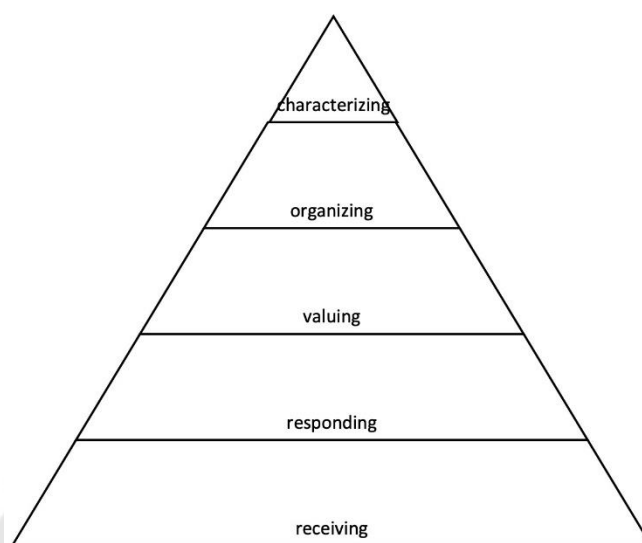 characterizing
organizing
valuing
responding
receiving